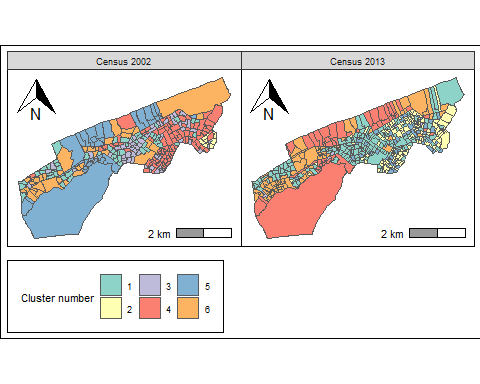 Census 2002
Census 2013
N
N
2 km
2 km
Cluster number
1 3 5
2 4 6